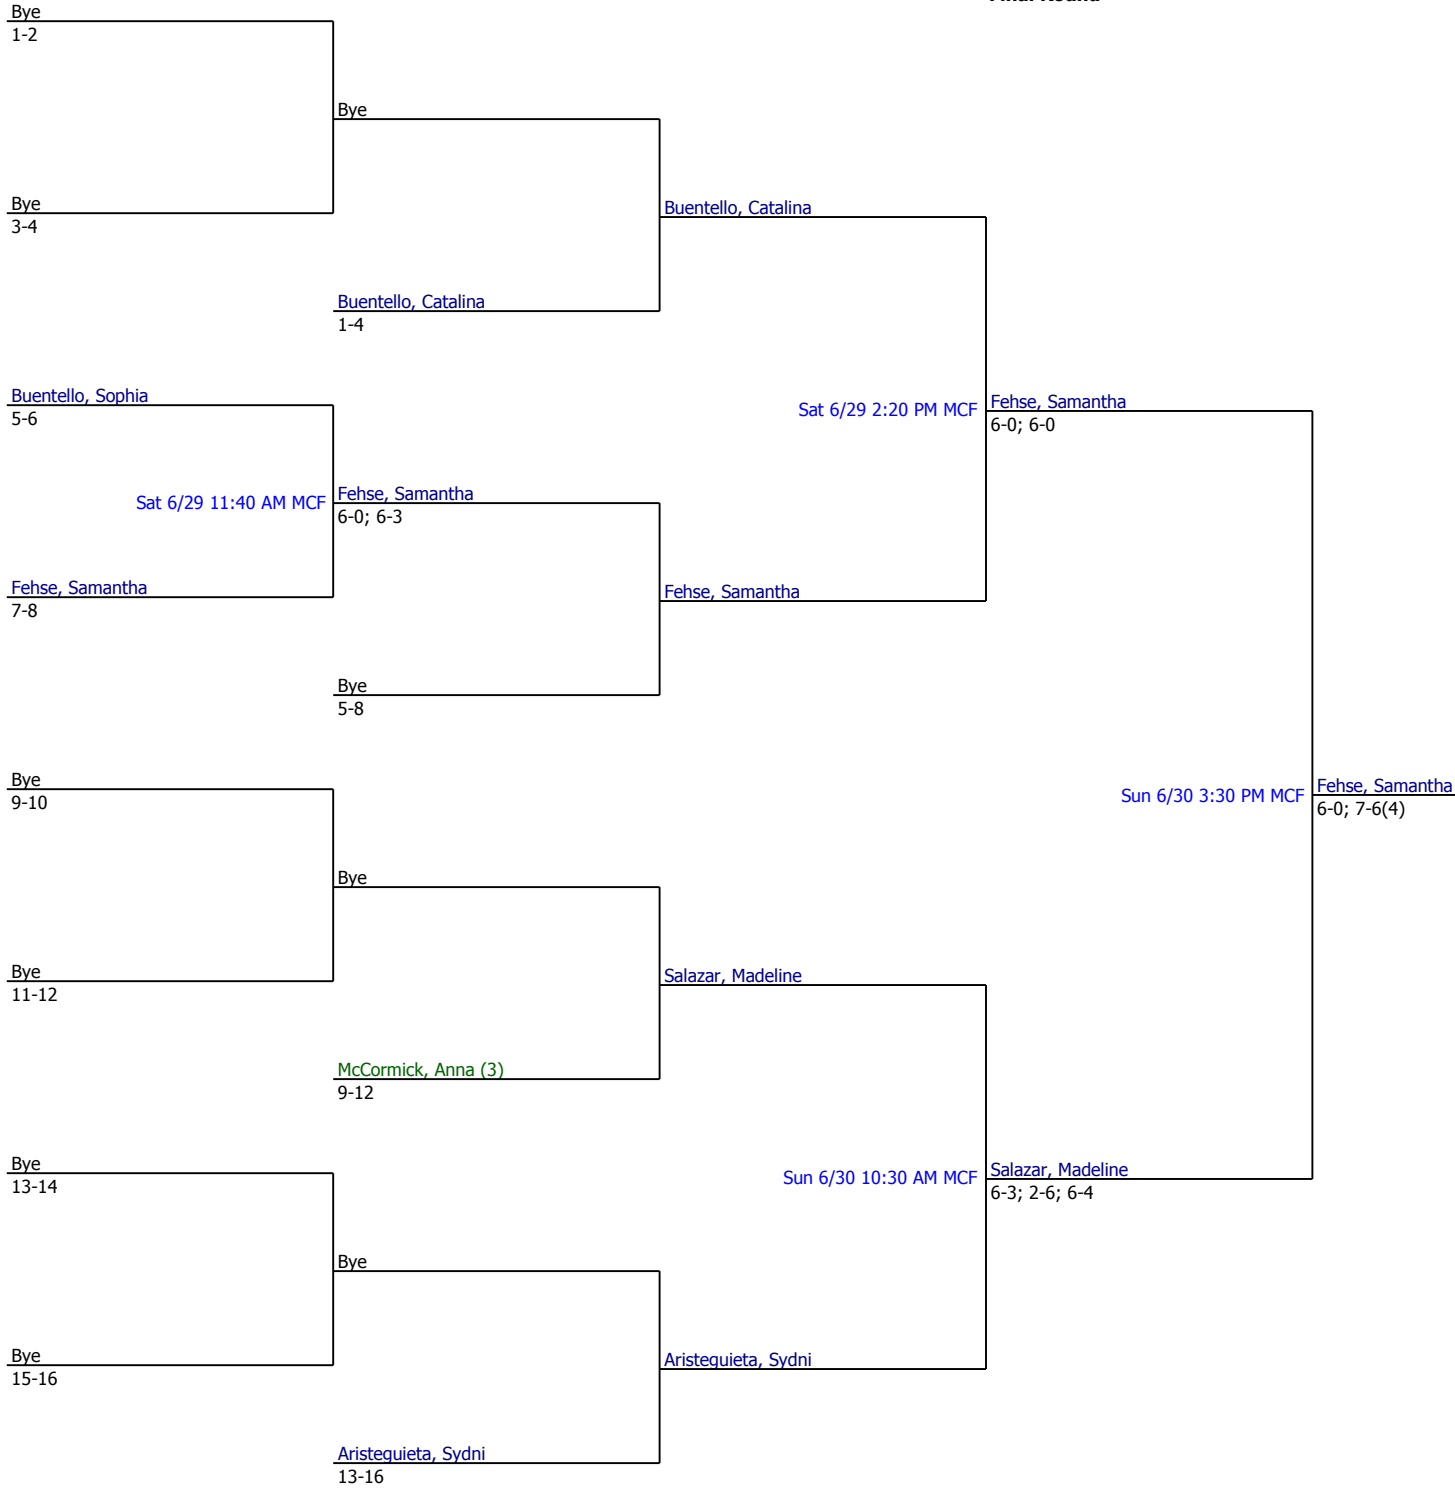 Final Round
Bye
1-2
Bye
Bye
3-4
Buentello, Catalina
Buentello, Catalina
1-4
Buentello, Sophia
5-6
Sat 6/29 2:20 PM MCF
Fehse, Samantha
6-0; 6-0
Sat 6/29 11:40 AM MCF
Fehse, Samantha
6-0; 6-3
Fehse, Samantha
7-8
Fehse, Samantha
Bye
5-8
Bye
9-10
Sun 6/30 3:30 PM MCF
Fehse, Samantha
6-0; 7-6(4)
Bye
Bye
11-12
Salazar, Madeline
McCormick, Anna (3)
9-12
Bye
13-14
Sun 6/30 10:30 AM MCF
Salazar, Madeline
6-3; 2-6; 6-4
Bye
Bye
15-16
Aristeguieta, Sydni
Aristeguieta, Sydni
13-16